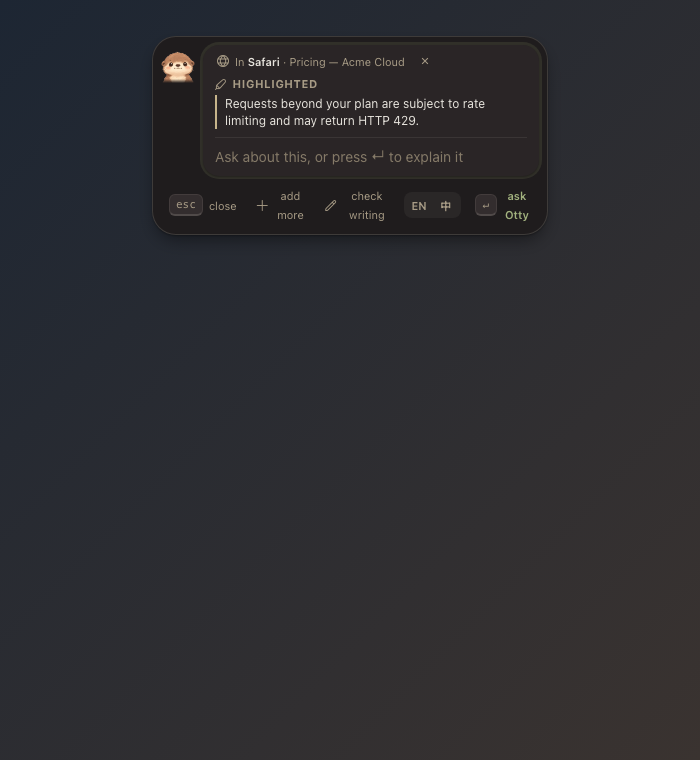 In Safari · Pricing — Acme Cloud ×
HIGHLIGHTED
Requests beyond your plan are subject to rate
limiting and may return HTTP 429.
Ask about this, or press ↵ to explain it
esc close
add more
check writing
EN 中
↵ ask Otty